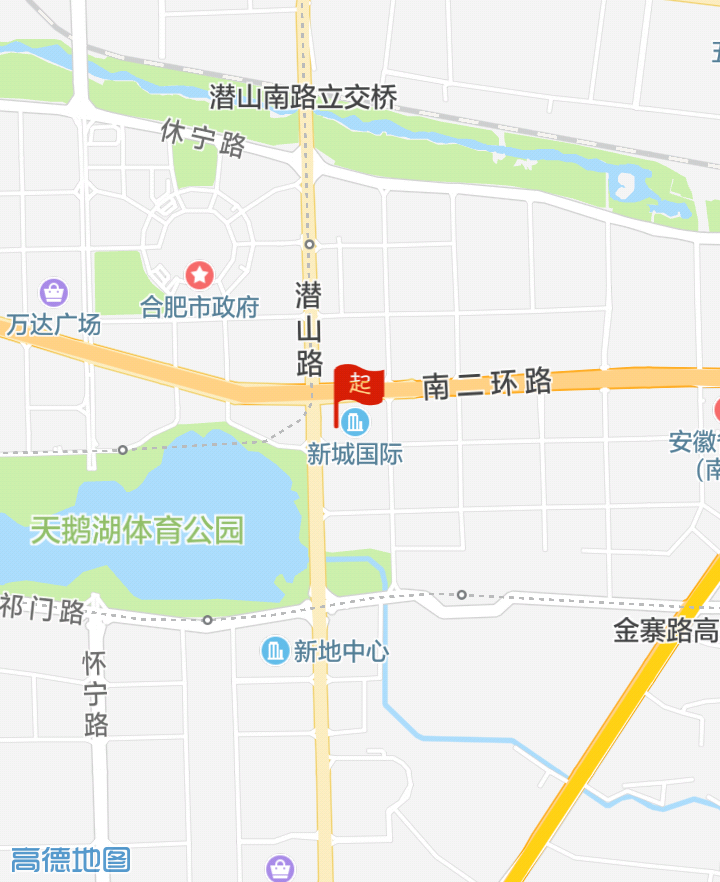 五
潜山南路立交桥
休宁路
合肥市政府
万达广场
潜山路
起
南二环路
新城国际
安徽
(南
天鹅湖体育公园
祁门路
金寨路高
新地中心
怀宁路
高德地图